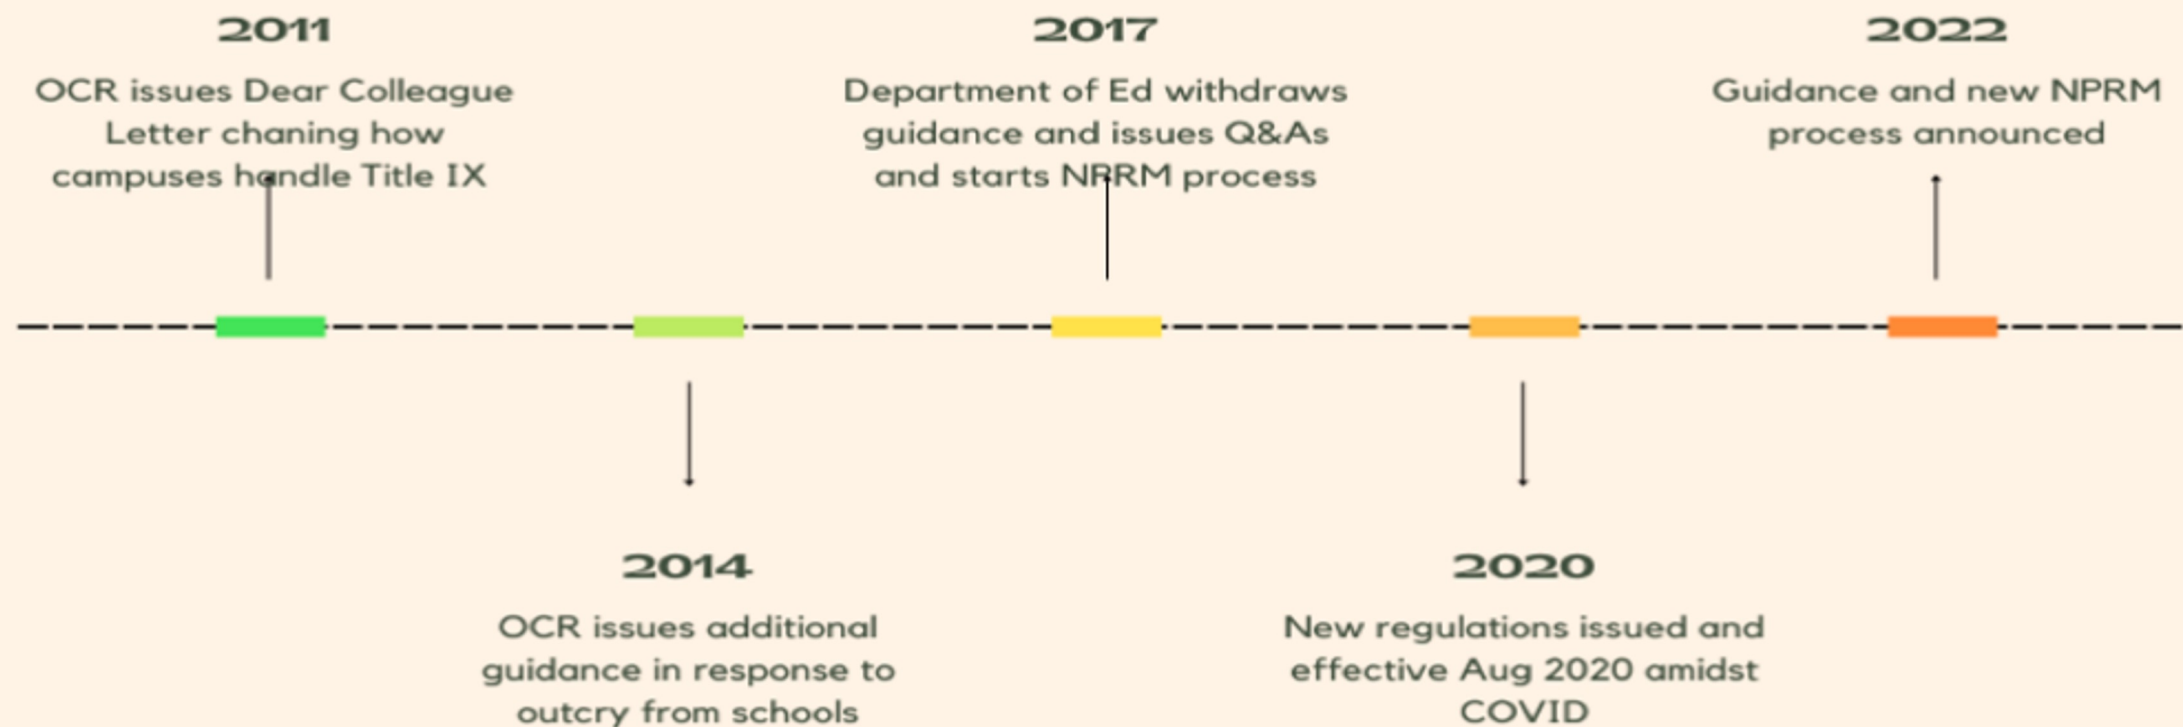 2011
OCR issues Dear Colleague
Letter chaning how
campuses handle Title IX
2014
OCR issues additional
guidance in response to
outcry from schools
2017
Department of Ed withdraws
guidance and issues Q&As
and starts NPRM process
2020
New regulations issued and
effective Aug 2020 amidst
COVID
2022
Guidance and new NPRM
process announced